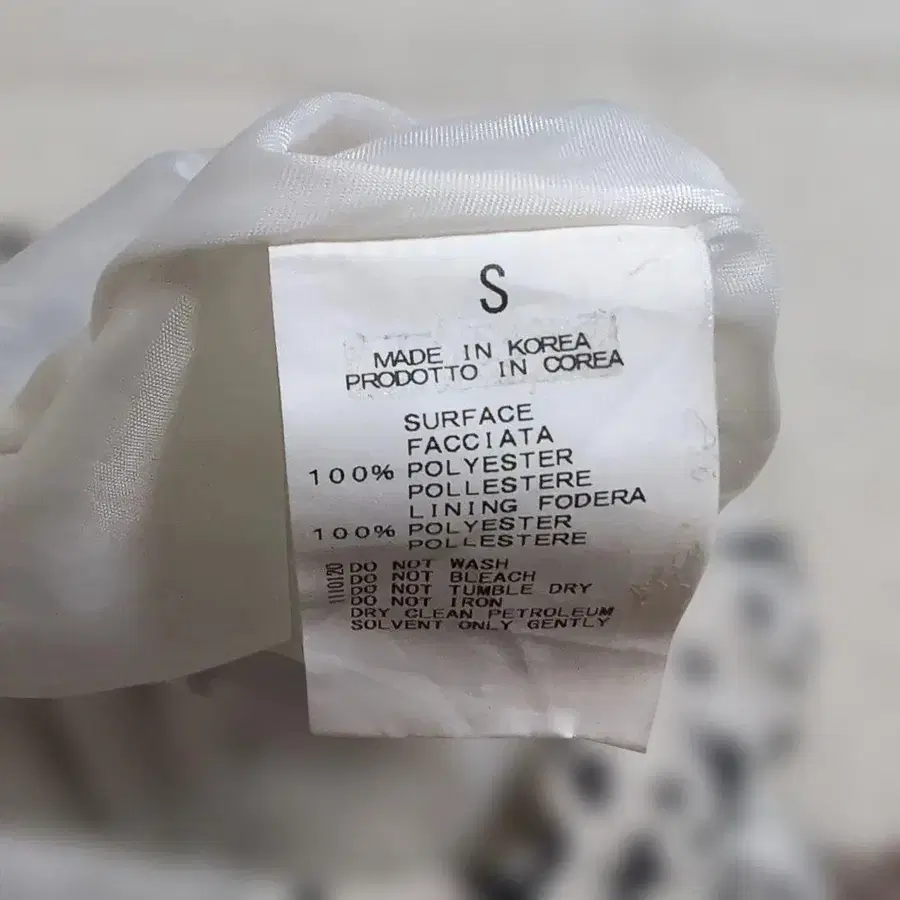 S
MADE IN KOREA
PRODOTTO IN COREA
SURFACE
FACCIATA
100% POLYESTER
POLLESTERE
LINING FODERA
100% POLYESTER
POLLESTERE
1110120
DO NOT WASH
DO NOT BLEACH
DO NOT TUMBLE DRY
DO NOT IRON
DRY CLEAN PETROLEUM
SOLVENT ONLY GENTLY